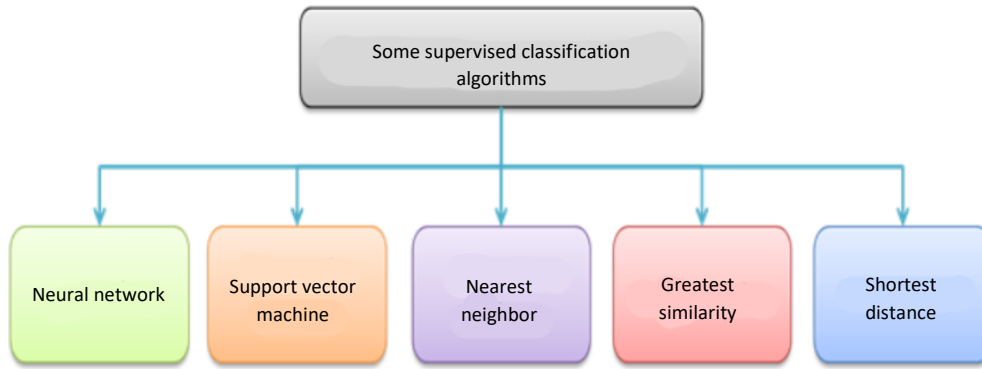 Some supervised classification
algorithms
Neural network
Support vector
machine
Nearest
neighbor
Greatest
similarity
Shortest
distance